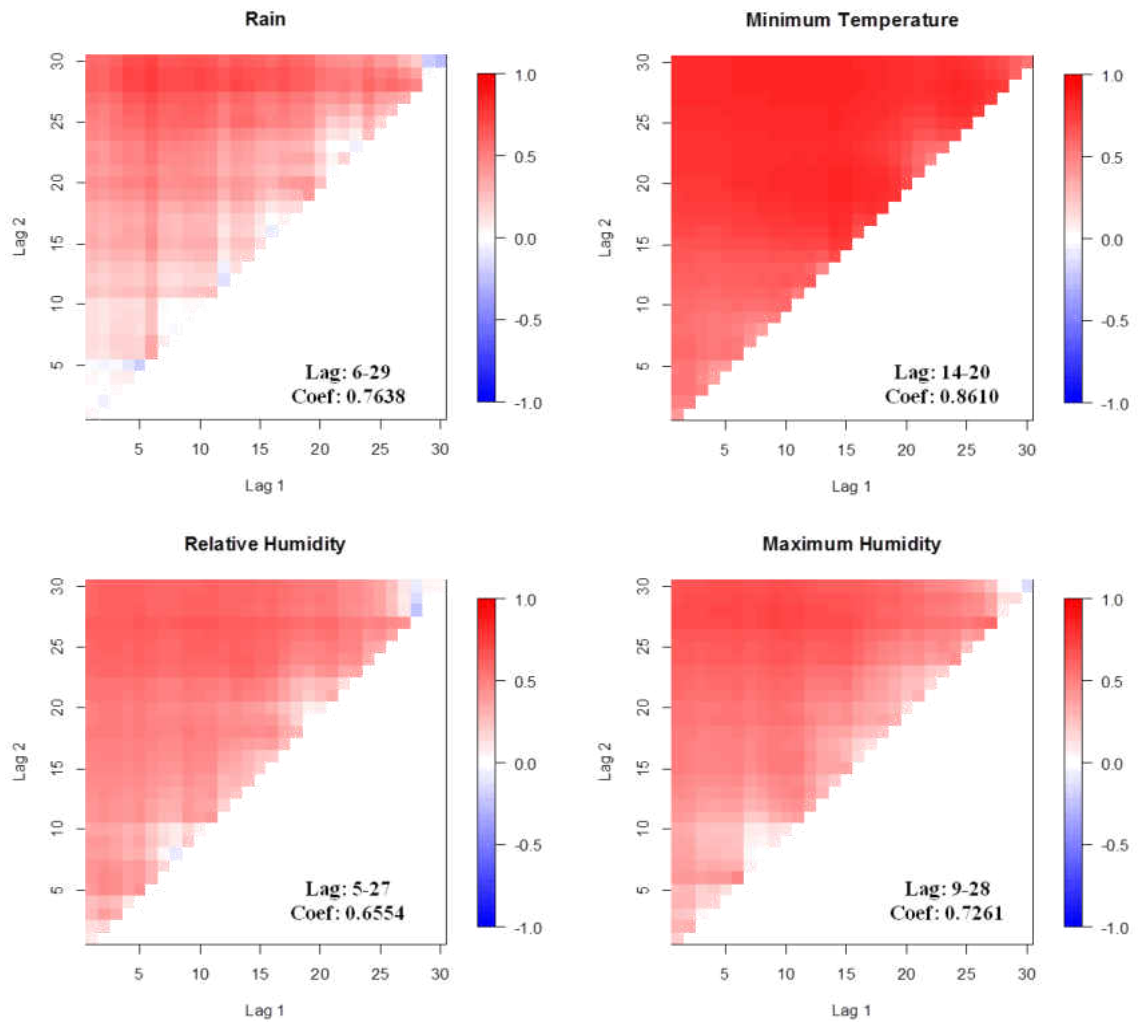 Rain
Minimum Temperature
Lag 2
30
25
20
15
10
5
5 10 15 20 25 30
Lag 1
1.0
0.5
0.0
-0.5
-1.0
Lag: 6-29
Coef: 0.7638
Lag 2
30
25
20
15
10
5
5 10 15 20 25 30
Lag 1
1.0
0.5
0.0
-0.5
-1.0
Lag: 14-20
Coef: 0.8610
Relative Humidity
Maximum Humidity
Lag 2
30
25
20
15
10
5
5 10 15 20 25 30
Lag 1
1.0
0.5
0.0
-0.5
-1.0
Lag: 5-27
Coef: 0.6554
Lag 2
30
25
20
15
10
5
5 10 15 20 25 30
Lag 1
1.0
0.5
0.0
-0.5
-1.0
Lag: 9-28
Coef: 0.7261